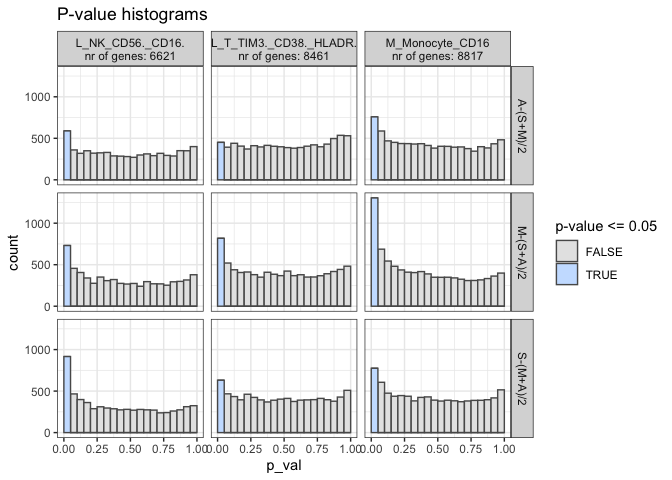 P-value histograms
L_NK_CD56._CD16.
nr of genes: 6621
L_T_TIM3._CD38._HLADR.
nr of genes: 8461
M_Monocyte_CD16
nr of genes: 8817
1000
500
0
A-(S+M)/2
1000
500
0
M-(S+A)/2
1000
500
0
S-(M+A)/2
count
0.00 0.25 0.50 0.75 1.00
0.00 0.25 0.50 0.75 1.00
0.00 0.25 0.50 0.75 1.00
p_val
p-value <= 0.05
FALSE
TRUE